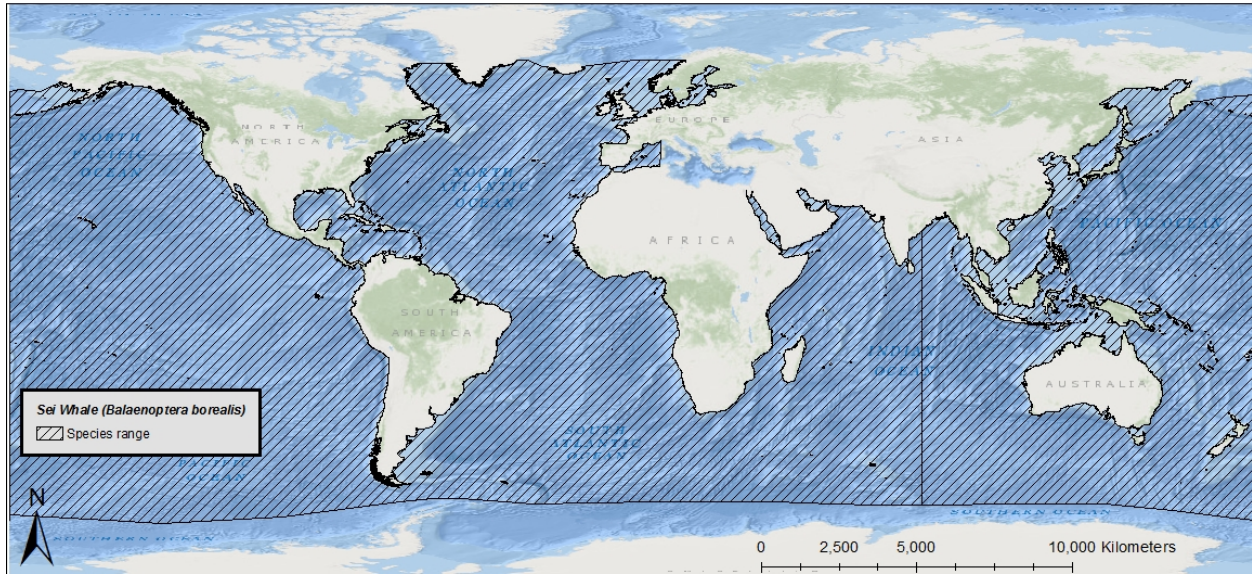 NORTH
PACIFIC
OCEAN
NORTH
AMERICA
NORTH
ATLANTIC
OCEAN
EUROPE
ASIA
PACIFIC OCEAN
AFRICA
SOUTH
AMERICA
INDIAN
OCEAN
AUSTRALIA
Sei Whale (Balaenoptera borealis)
Species range
SOUTH
ATLANTIC
OCEAN
PACIFIC
OCEAN
N
SOUTHERN OCEAN
SOUTHERN OCEAN
0 2,500 5,000 10,000 Kilometers